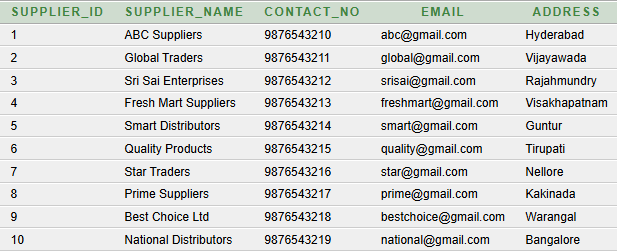 SUPPLIER_ID SUPPLIER_NAME CONTACT_NO EMAIL ADDRESS
1 ABC Suppliers 9876543210 abc@gmail.com Hyderabad
2 Global Traders 9876543211 global@gmail.com Vijayawada
3 Sri Sai Enterprises 9876543212 srisai@gmail.com Rajahmundry
4 Fresh Mart Suppliers 9876543213 freshmart@gmail.com Visakhapatnam
5 Smart Distributors 9876543214 smart@gmail.com Guntur
6 Quality Products 9876543215 quality@gmail.com Tirupati
7 Star Traders 9876543216 star@gmail.com Nellore
8 Prime Suppliers 9876543217 prime@gmail.com Kakinada
9 Best Choice Ltd 9876543218 bestchoice@gmail.com Warangal
10 National Distributors 9876543219 national@gmail.com Bangalore